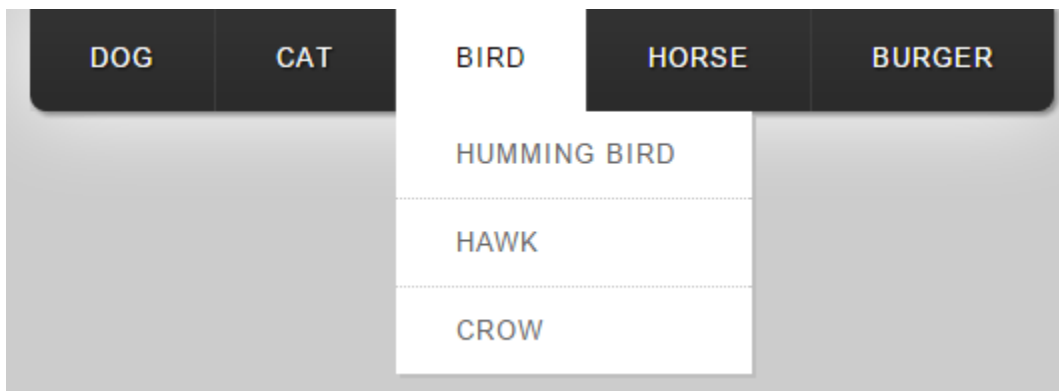 DOG CAT BIRD HORSE BURGER
HUMMING BIRD
HAWK
CROW